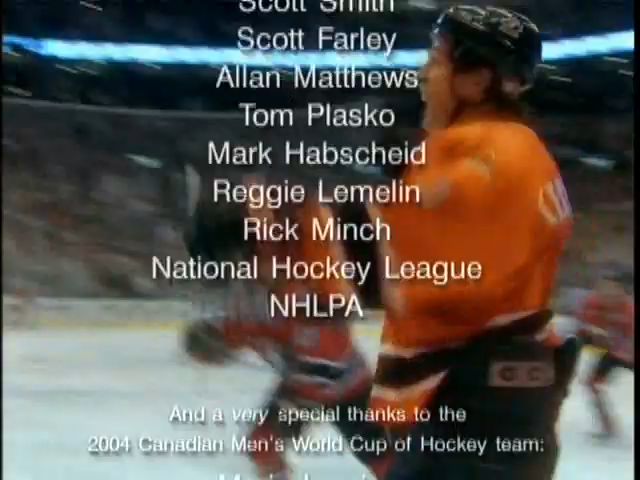 Scott Smith
Scott Farley
Allan Matthews
Tom Plasko
Mark Habscheid
Reggie Lemelin
Rick Minch
National Hockey League
NHLPA
And a very special thanks to the
2004 Canadian Men's World Cup of Hockey team: